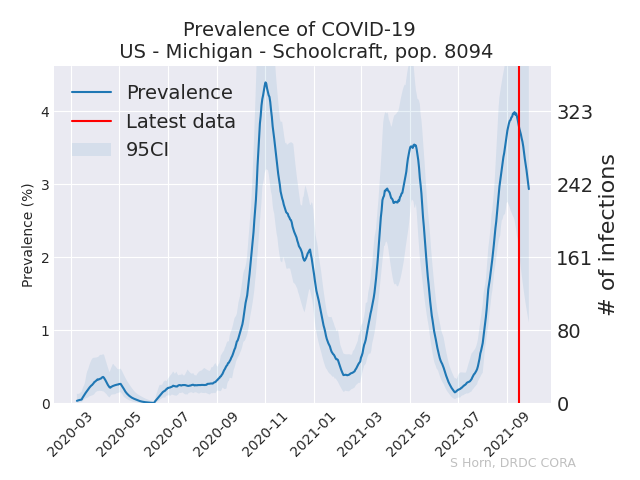 Prevalence of COVID-19
US - Michigan - Schoolcraft, pop. 8094
Prevalence
Latest data
95CI
Prevalence (%)
4
3
2
1
0
323
242
161
80
0
# of infections
2020-03
2020-05
2020-07
2020-09
2020-11
2021-01
2021-03
2021-05
2021-07
2021-09
S Horn, DRDC CORA